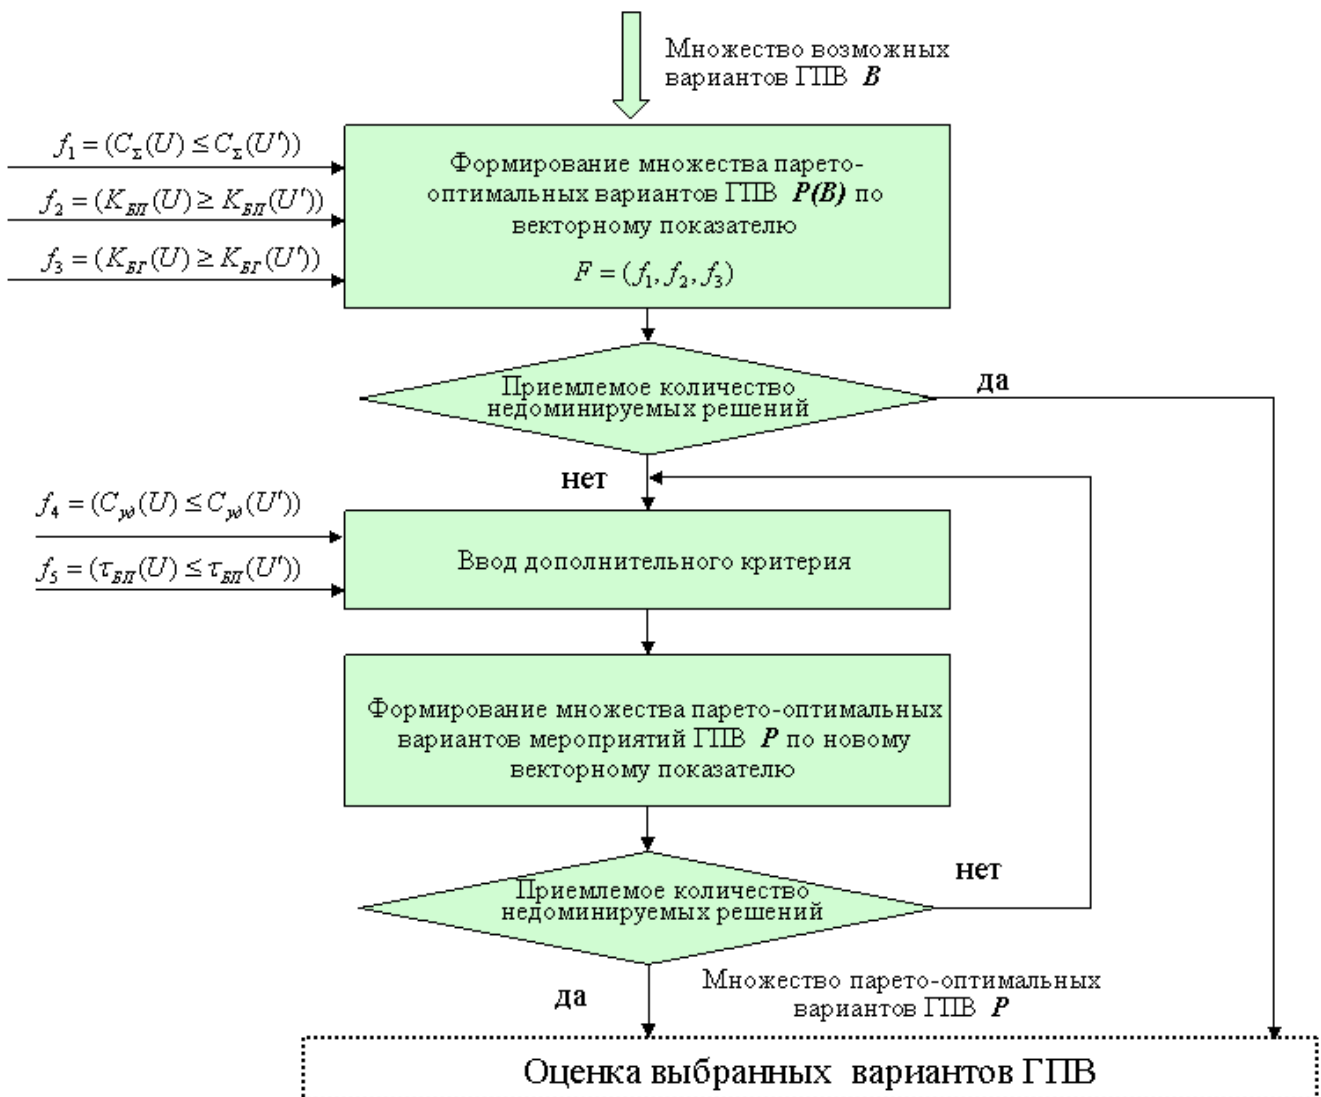 Множество возможных
вариантов ГПВ B
f₁ = (C_Σ(U) ≤ C_Σ(U'))
f₂ = (K_БП(U) ≥ K_БП(U'))
f₃ = (K_БГ(U) ≥ K_БГ(U'))
Формирование множества парето-
оптимальных вариантов ГПВ P(B) по
векторному показателю
F = (f₁, f₂, f₃)
Приемлемое количество
недоминируемых решений
да
нет
f₄ = (C_уд(U) ≤ C_уд(U'))
f₅ = (τ_БП(U) ≤ τ_БП(U'))
Ввод дополнительного критерия
Формирование множества парето-оптимальных
вариантов мероприятий ГПВ P по новому
векторному показателю
Приемлемое количество
недоминируемых решений
нет
да
Множество парето-оптимальных
вариантов ГПВ P
Оценка выбранных вариантов ГПВ